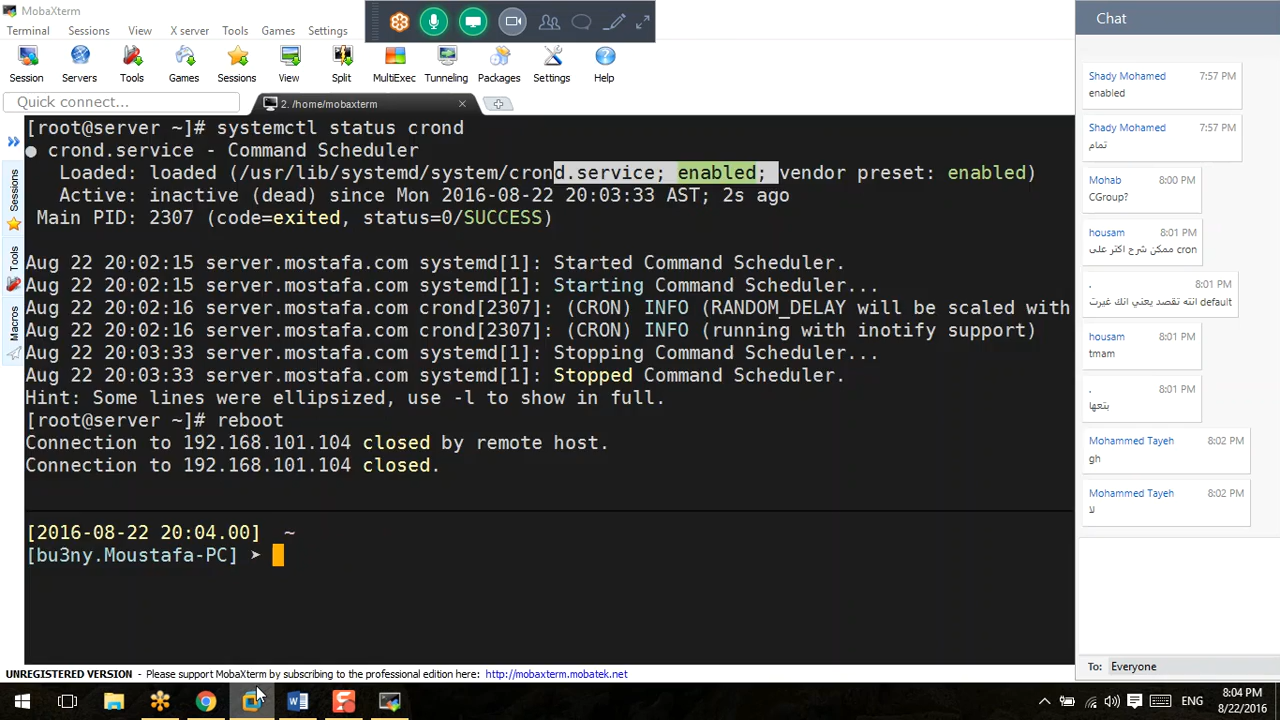 MobaXterm
Terminal Sessions View X server Tools Games Settings
Session Servers Tools Games Sessions View Split MultiExec Tunneling Packages Settings Help
Quick connect...
2. /home/mobaxterm
Sessions
Tools
Macros
[root@server ~]# systemctl status crond
● crond.service - Command Scheduler
Loaded: loaded (/usr/lib/systemd/system/crond.service; enabled; vendor preset: enabled)
Active: inactive (dead) since Mon 2016-08-22 20:03:33 AST; 2s ago
Main PID: 2307 (code=exited, status=0/SUCCESS)
Aug 22 20:02:15 server.mostafa.com systemd[1]: Started Command Scheduler.
Aug 22 20:02:15 server.mostafa.com systemd[1]: Starting Command Scheduler...
Aug 22 20:02:16 server.mostafa.com crond[2307]: (CRON) INFO (RANDOM_DELAY will be scaled with
Aug 22 20:02:16 server.mostafa.com crond[2307]: (CRON) INFO (running with inotify support)
Aug 22 20:03:33 server.mostafa.com systemd[1]: Stopping Command Scheduler...
Aug 22 20:03:33 server.mostafa.com systemd[1]: Stopped Command Scheduler.
Hint: Some lines were ellipsized, use -l to show in full.
[root@server ~]# reboot
Connection to 192.168.101.104 closed by remote host.
Connection to 192.168.101.104 closed.
[2016-08-22 20:04.00] ~
[bu3ny.Moustafa-PC] ➤
UNREGISTERED VERSION - Please support MobaXterm by subscribing to the professional edition here: http://mobaxterm.mobatek.net
Chat
Shady Mohamed 7:57 PM
enabled
Shady Mohamed 7:57 PM
تمام
Mohab 8:00 PM
CGroup?
housam 8:01 PM
ممكن شرح اكثر على cron
. 8:01 PM
انته تقصد يعني انك غيرت default
housam 8:01 PM
tmam
. 8:01 PM
بتعها
Mohammed Tayeh 8:02 PM
gh
Mohammed Tayeh 8:02 PM
لا
To: Everyone
ENG
8:04 PM
8/22/2016